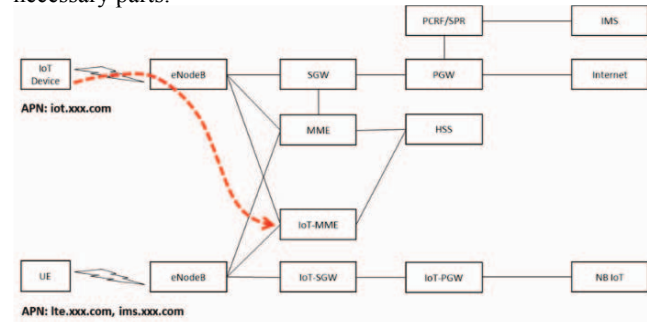 necessary parts.
PCRF/SPR
IMS
IoT
Device
eNodeB
SGW
PGW
Internet
APN: iot.xxx.com
MME
HSS
IoT-MME
UE
eNodeB
IoT-SGW
IoT-PGW
NB IoT
APN: lte.xxx.com, ims.xxx.com